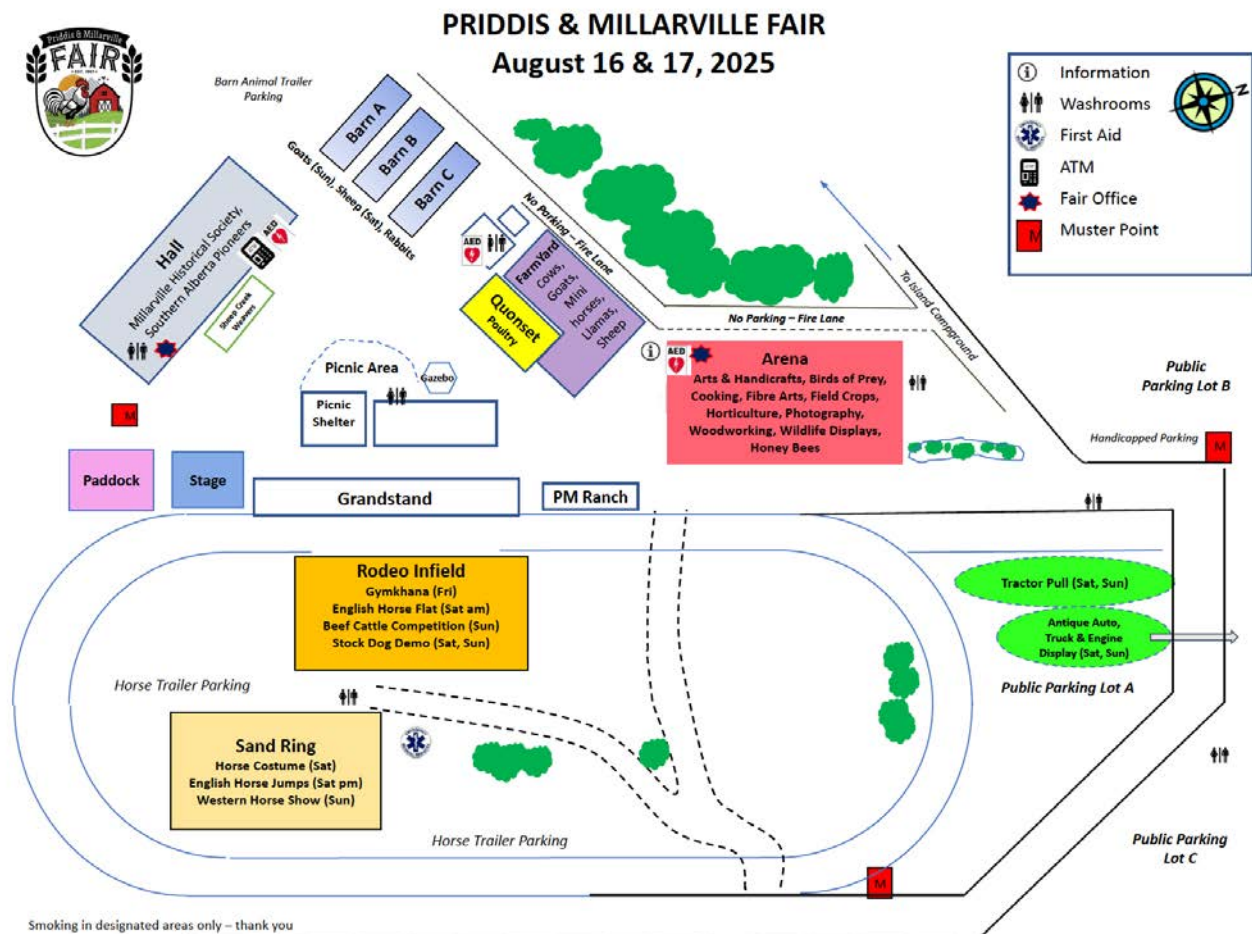 PRIDDIS & MILLARVILLE FAIR
August 16 & 17, 2025
Priddis & Millarville
FAIR
Information
Washrooms
First Aid
ATM
Fair Office
M
Muster Point
N
Barn Animal Trailer
Parking
Barn A
Barn B
Barn C
Goats (Sun), Sheep (Sat), Rabbits
No Parking – Fire Lane
Hall
Millarville Historical Society,
Southern Alberta Pioneers
AED
Sheep Creek
Weavers
AED
FarmYard
Cows,
Goats,
Mini
horses,
Llamas,
Sheep
Quonset
Poultry
No Parking – Fire Lane
To Island Campground
AED
Arena
Arts & Handicrafts, Birds of Prey,
Cooking, Fibre Arts, Field Crops,
Horticulture, Photography,
Woodworking, Wildlife Displays,
Honey Bees
Public
Parking Lot B
Handicapped Parking
M
Picnic Area
Gazebo
Picnic
Shelter
M
Paddock
Stage
Grandstand
PM Ranch
Rodeo Infield
Gymkhana (Fri)
English Horse Flat (Sat am)
Beef Cattle Competition (Sun)
Stock Dog Demo (Sat, Sun)
Tractor Pull (Sat, Sun)
Antique Auto,
Truck & Engine
Display (Sat, Sun)
Public Parking Lot A
Horse Trailer Parking
Sand Ring
Horse Costume (Sat)
English Horse Jumps (Sat pm)
Western Horse Show (Sun)
Horse Trailer Parking
Public Parking
Lot C
M
Smoking in designated areas only – thank you